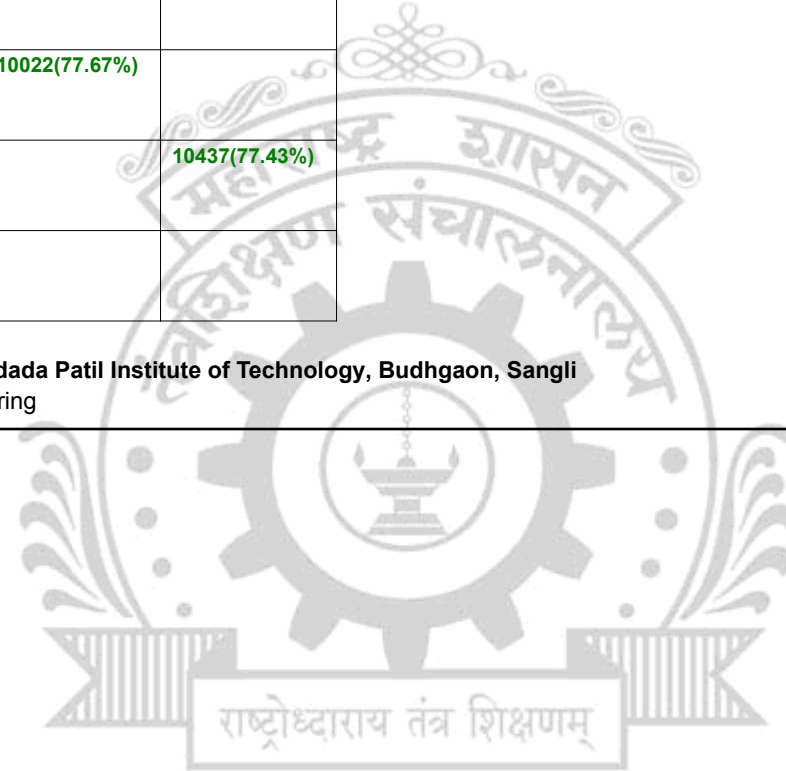 10022(77.67%)
10437(77.43%)
dada Patil Institute of Technology, Budhgaon, Sangli
ring
महाराष्ट्र शासन
तंत्रशिक्षण संचालनालय
राष्ट्रोध्दाराय तंत्र शिक्षणम्